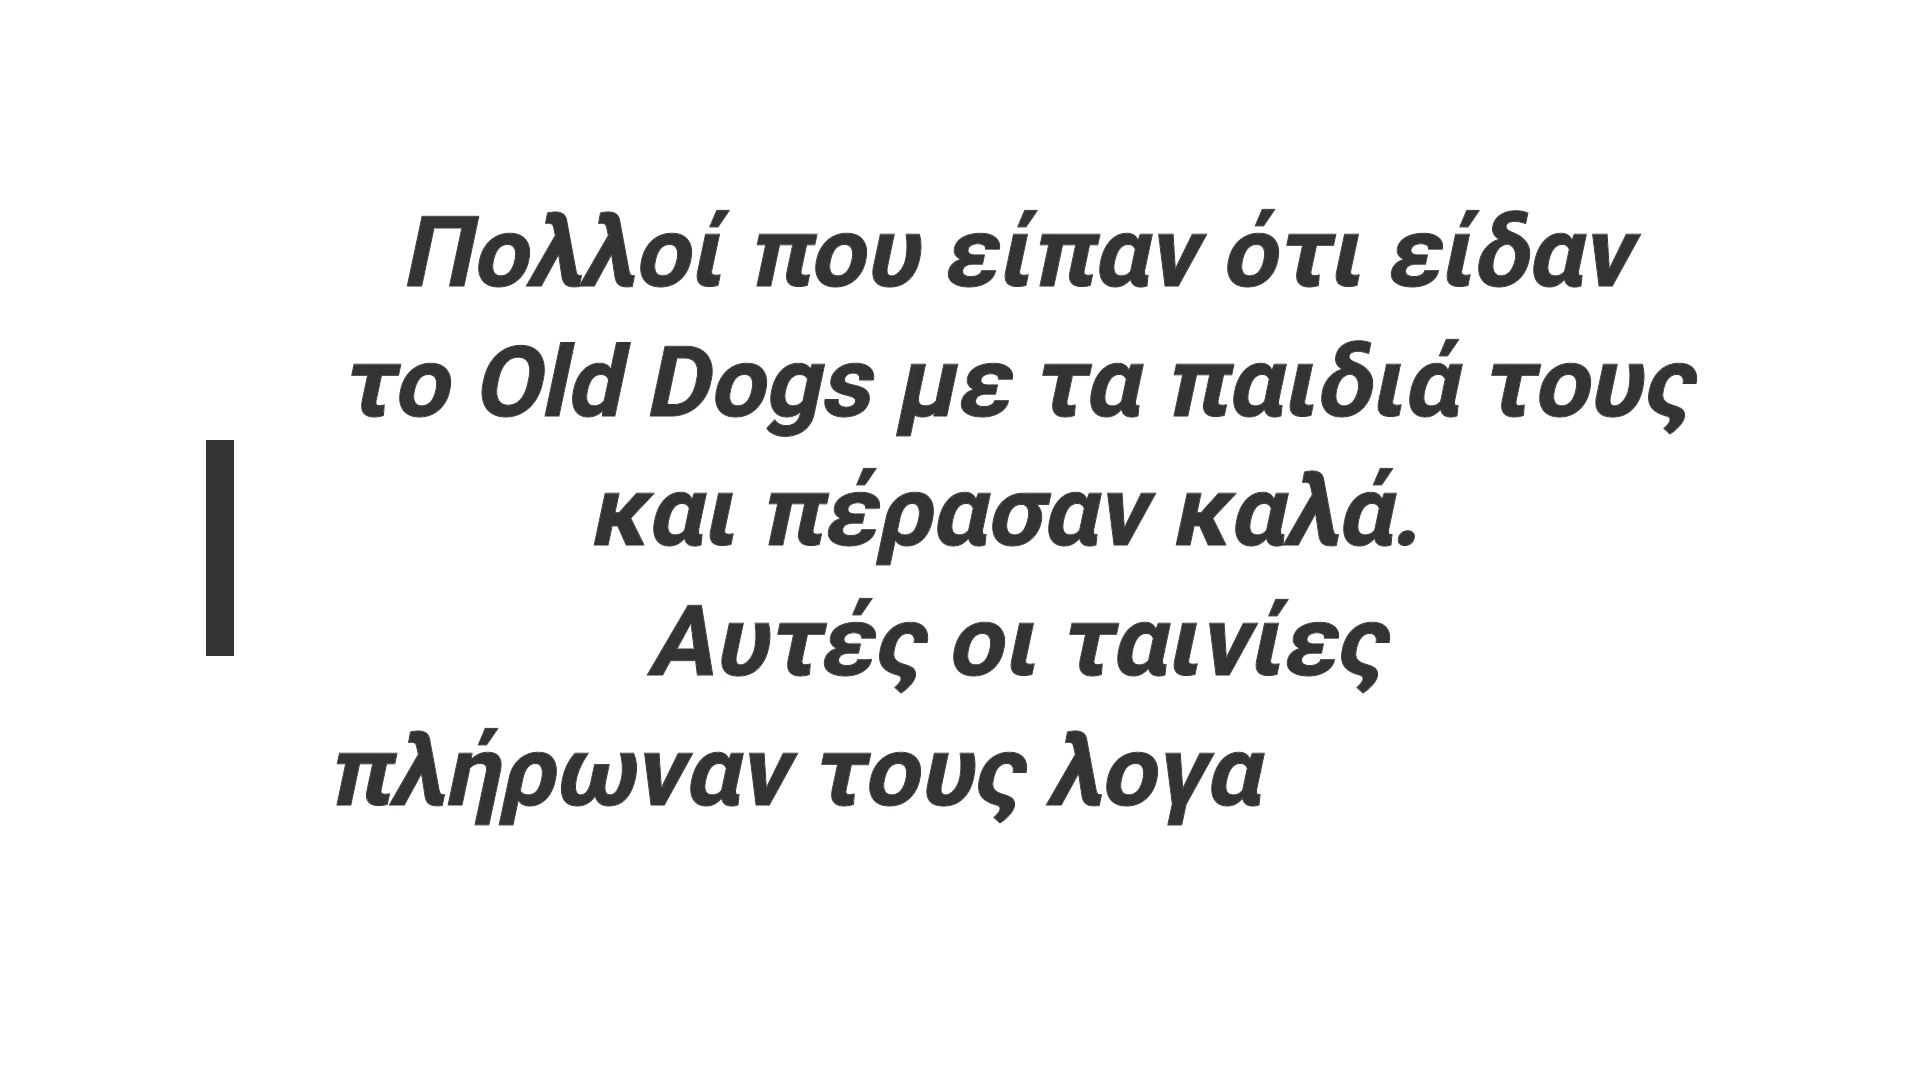 Πολλοί που είπαν ότι είδαν
το Old Dogs με τα παιδιά τους
και πέρασαν καλά.
Αυτές οι ταινίες
πλήρωναν τους λογα